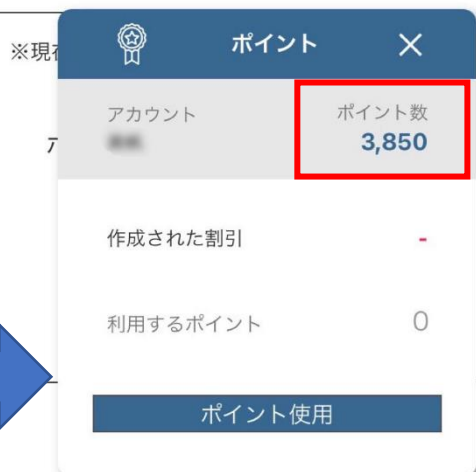 ※現
ポイント
アカウント
ポイント数
3,850
作成された割引
-
利用するポイント
0
ポイント使用